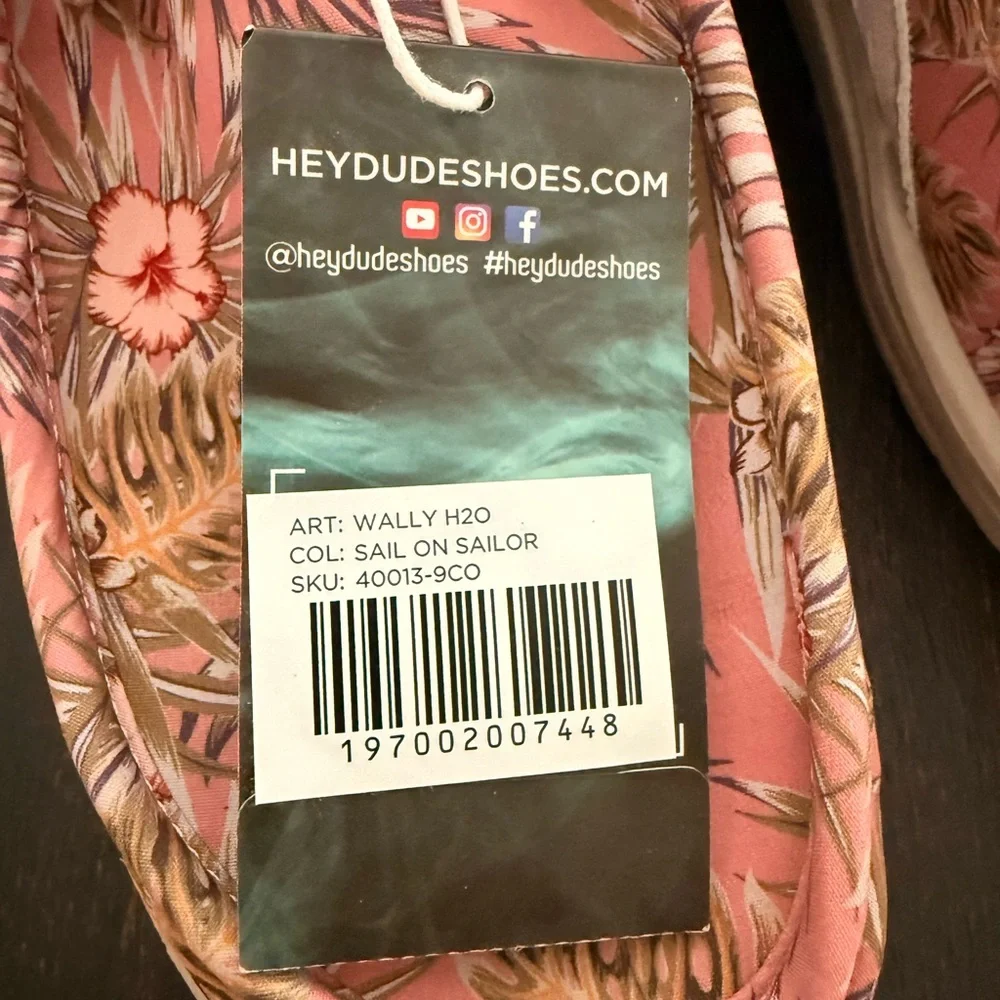 HEYDUDESHOES.COM
@heydudeshoes #heydudeshoes
ART: WALLY H2O
COL: SAIL ON SAILOR
SKU: 40013-9CO
197002007448